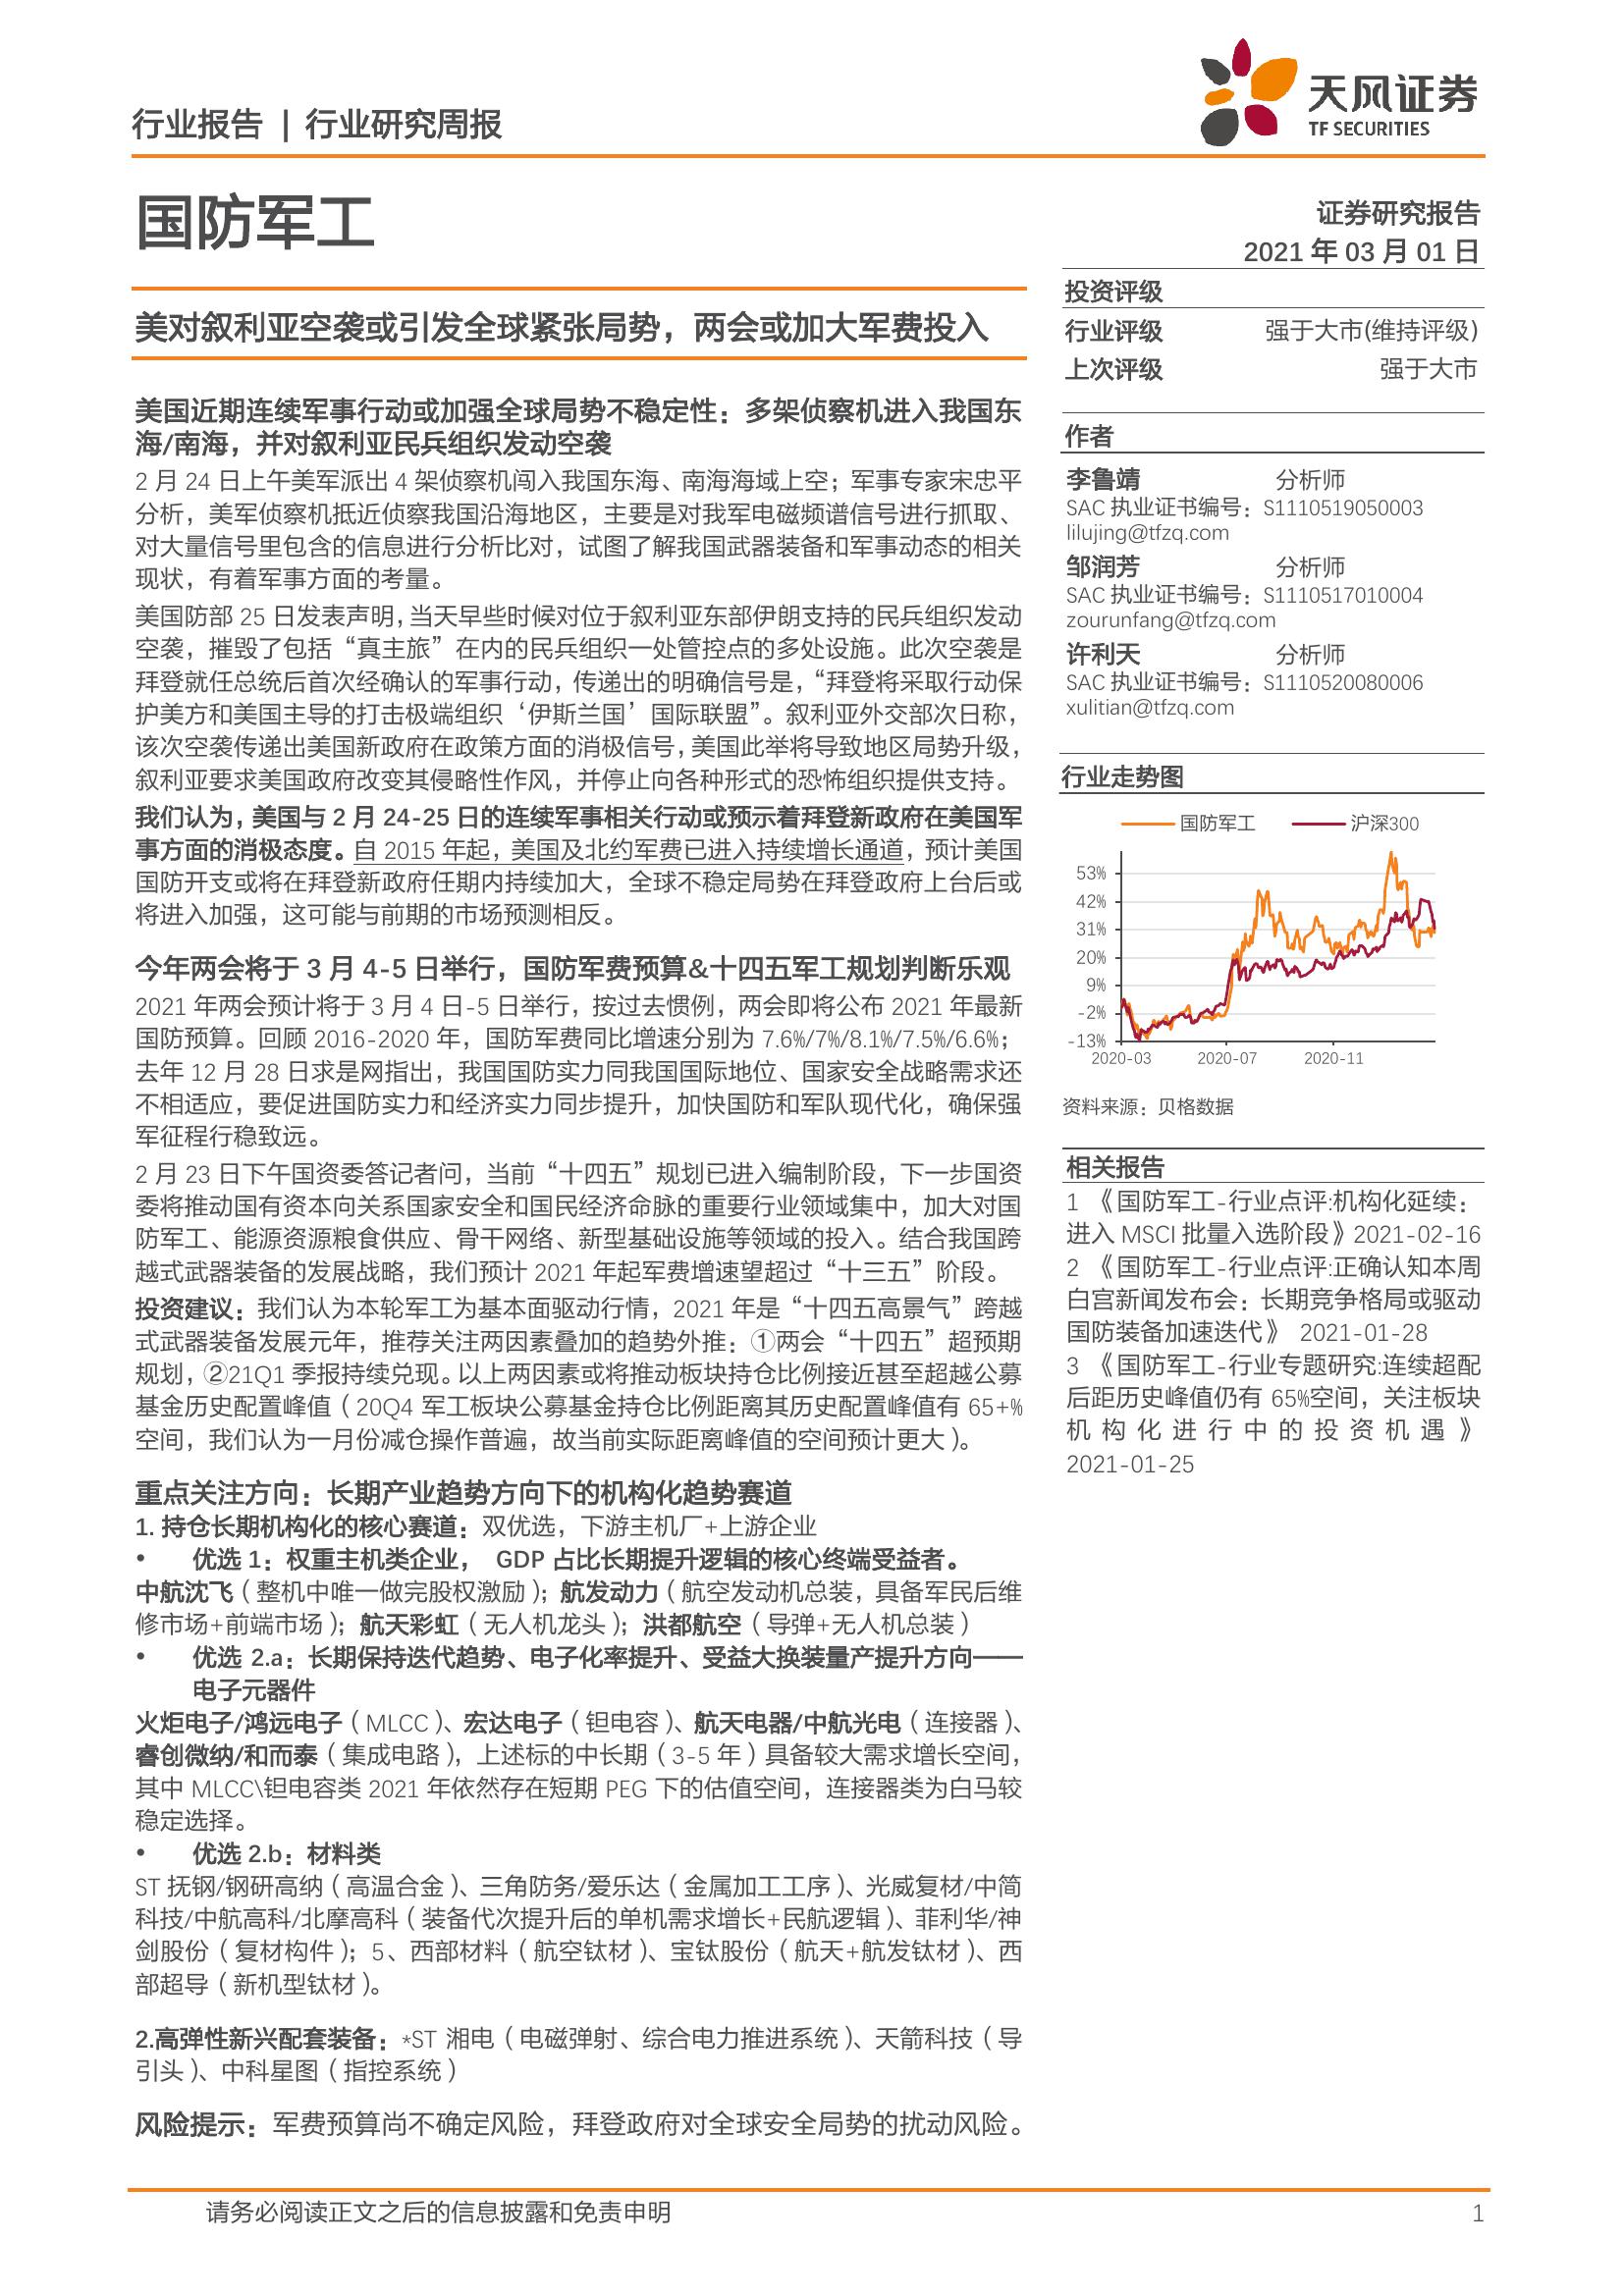 行业报告 | 行业研究周报
天风证券
TF SECURITIES
国防军工
证券研究报告
2021 年 03 月 01 日
美对叙利亚空袭或引发全球紧张局势，两会或加大军费投入
美国近期连续军事行动或加强全球局势不稳定性：多架侦察机进入我国东
海/南海，并对叙利亚民兵组织发动空袭
2 月 24 日上午美军派出 4 架侦察机闯入我国东海、南海海域上空；军事专家宋忠平
分析，美军侦察机抵近侦察我国沿海地区，主要是对我军电磁频谱信号进行抓取、
对大量信号里包含的信息进行分析比对，试图了解我国武器装备和军事动态的相关
现状，有着军事方面的考量。
美国防部 25 日发表声明，当天早些时候对位于叙利亚东部伊朗支持的民兵组织发动
空袭，摧毁了包括“真主旅”在内的民兵组织一处管控点的多处设施。此次空袭是
拜登就任总统后首次经确认的军事行动，传递出的明确信号是，“拜登将采取行动保
护美方和美国主导的打击极端组织‘伊斯兰国’国际联盟”。叙利亚外交部次日称，
该次空袭传递出美国新政府在政策方面的消极信号，美国此举将导致地区局势升级，
叙利亚要求美国政府改变其侵略性作风，并停止向各种形式的恐怖组织提供支持。
我们认为，美国与 2 月 24-25 日的连续军事相关行动或预示着拜登新政府在美国军
事方面的消极态度。自 2015 年起，美国及北约军费已进入持续增长通道，预计美国
国防开支或将在拜登新政府任期内持续加大，全球不稳定局势在拜登政府上台后或
将进入加强，这可能与前期的市场预测相反。
今年两会将于 3 月 4-5 日举行，国防军费预算&十四五军工规划判断乐观
2021 年两会预计将于 3 月 4 日-5 日举行，按过去惯例，两会即将公布 2021 年最新
国防预算。回顾 2016-2020 年，国防军费同比增速分别为 7.6%/7%/8.1%/7.5%/6.6%；
去年 12 月 28 日求是网指出，我国国防实力同我国国际地位、国家安全战略需求还
不相适应，要促进国防实力和经济实力同步提升，加快国防和军队现代化，确保强
军征程行稳致远。
2 月 23 日下午国资委答记者问，当前“十四五”规划已进入编制阶段，下一步国资
委将推动国有资本向关系国家安全和国民经济命脉的重要行业领域集中，加大对国
防军工、能源资源粮食供应、骨干网络、新型基础设施等领域的投入。结合我国跨
越式武器装备的发展战略，我们预计 2021 年起军费增速望超过“十三五”阶段。
投资建议：我们认为本轮军工为基本面驱动行情，2021 年是“十四五高景气”跨越
式武器装备发展元年，推荐关注两因素叠加的趋势外推：①两会“十四五”超预期
规划，②21Q1 季报持续兑现。以上两因素或将推动板块持仓比例接近甚至超越公募
基金历史配置峰值（20Q4 军工板块公募基金持仓比例距离其历史配置峰值有 65+%
空间，我们认为一月份减仓操作普遍，故当前实际距离峰值的空间预计更大）。
重点关注方向：长期产业趋势方向下的机构化趋势赛道
1. 持仓长期机构化的核心赛道：双优选，下游主机厂+上游企业
• 优选 1：权重主机类企业， GDP 占比长期提升逻辑的核心终端受益者。
中航沈飞（整机中唯一做完股权激励）；航发动力（航空发动机总装，具备军民后维
修市场+前端市场）；航天彩虹（无人机龙头）；洪都航空（导弹+无人机总装）
• 优选 2.a：长期保持迭代趋势、电子化率提升、受益大换装量产提升方向——
电子元器件
火炬电子/鸿远电子（MLCC）、宏达电子（钽电容）、航天电器/中航光电（连接器）、
睿创微纳/和而泰（集成电路），上述标的中长期（3-5 年）具备较大需求增长空间，
其中 MLCC\钽电容类 2021 年依然存在短期 PEG 下的估值空间，连接器类为白马较
稳定选择。
• 优选 2.b：材料类
ST 抚钢/钢研高纳（高温合金）、三角防务/爱乐达（金属加工工序）、光威复材/中简
科技/中航高科/北摩高科（装备代次提升后的单机需求增长+民航逻辑）、菲利华/神
剑股份（复材构件）；5、西部材料（航空钛材）、宝钛股份（航天+航发钛材）、西
部超导（新机型钛材）。
2.高弹性新兴配套装备：*ST 湘电（电磁弹射、综合电力推进系统）、天箭科技（导
引头）、中科星图（指控系统）
风险提示：军费预算尚不确定风险，拜登政府对全球安全局势的扰动风险。
投资评级
行业评级 强于大市(维持评级)
上次评级 强于大市
作者
李鲁靖 分析师
SAC 执业证书编号：S1110519050003
lilujing@tfzq.com
邹润芳 分析师
SAC 执业证书编号：S1110517010004
zourunfang@tfzq.com
许利天 分析师
SAC 执业证书编号：S1110520080006
xulitian@tfzq.com
行业走势图
国防军工 沪深300
53%
42%
31%
20%
9%
-2%
-13%
2020-03 2020-07 2020-11
资料来源：贝格数据
相关报告
1 《国防军工-行业点评:机构化延续：
进入 MSCI 批量入选阶段》2021-02-16
2 《国防军工-行业点评:正确认知本周
白宫新闻发布会：长期竞争格局或驱动
国防装备加速迭代》 2021-01-28
3 《国防军工-行业专题研究:连续超配
后距历史峰值仍有 65%空间，关注板块
机构化进行中的投资机遇》
2021-01-25
请务必阅读正文之后的信息披露和免责申明 1